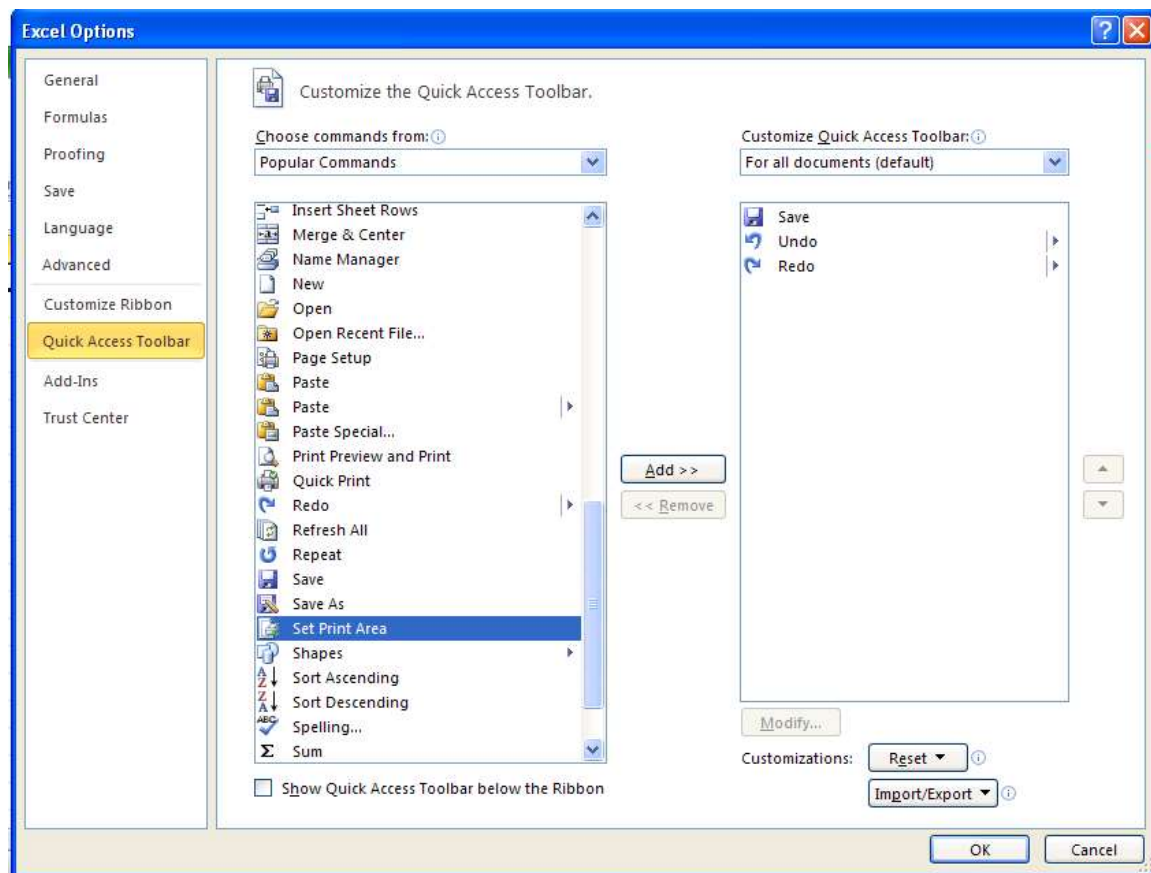 Excel Options
General
Formulas
Proofing
Save
Language
Advanced
Customize Ribbon
Quick Access Toolbar
Add-Ins
Trust Center
Customize the Quick Access Toolbar.
Choose commands from:
Popular Commands
Insert Sheet Rows
Merge & Center
Name Manager
New
Open
Open Recent File...
Page Setup
Paste
Paste
Paste Special...
Print Preview and Print
Quick Print
Redo
Refresh All
Repeat
Save
Save As
Set Print Area
Shapes
Sort Ascending
Sort Descending
Spelling...
Σ Sum
Show Quick Access Toolbar below the Ribbon
Add >>
<< Remove
Customize Quick Access Toolbar:
For all documents (default)
Save
Undo
Redo
Modify...
Customizations: Reset
Import/Export
OK Cancel